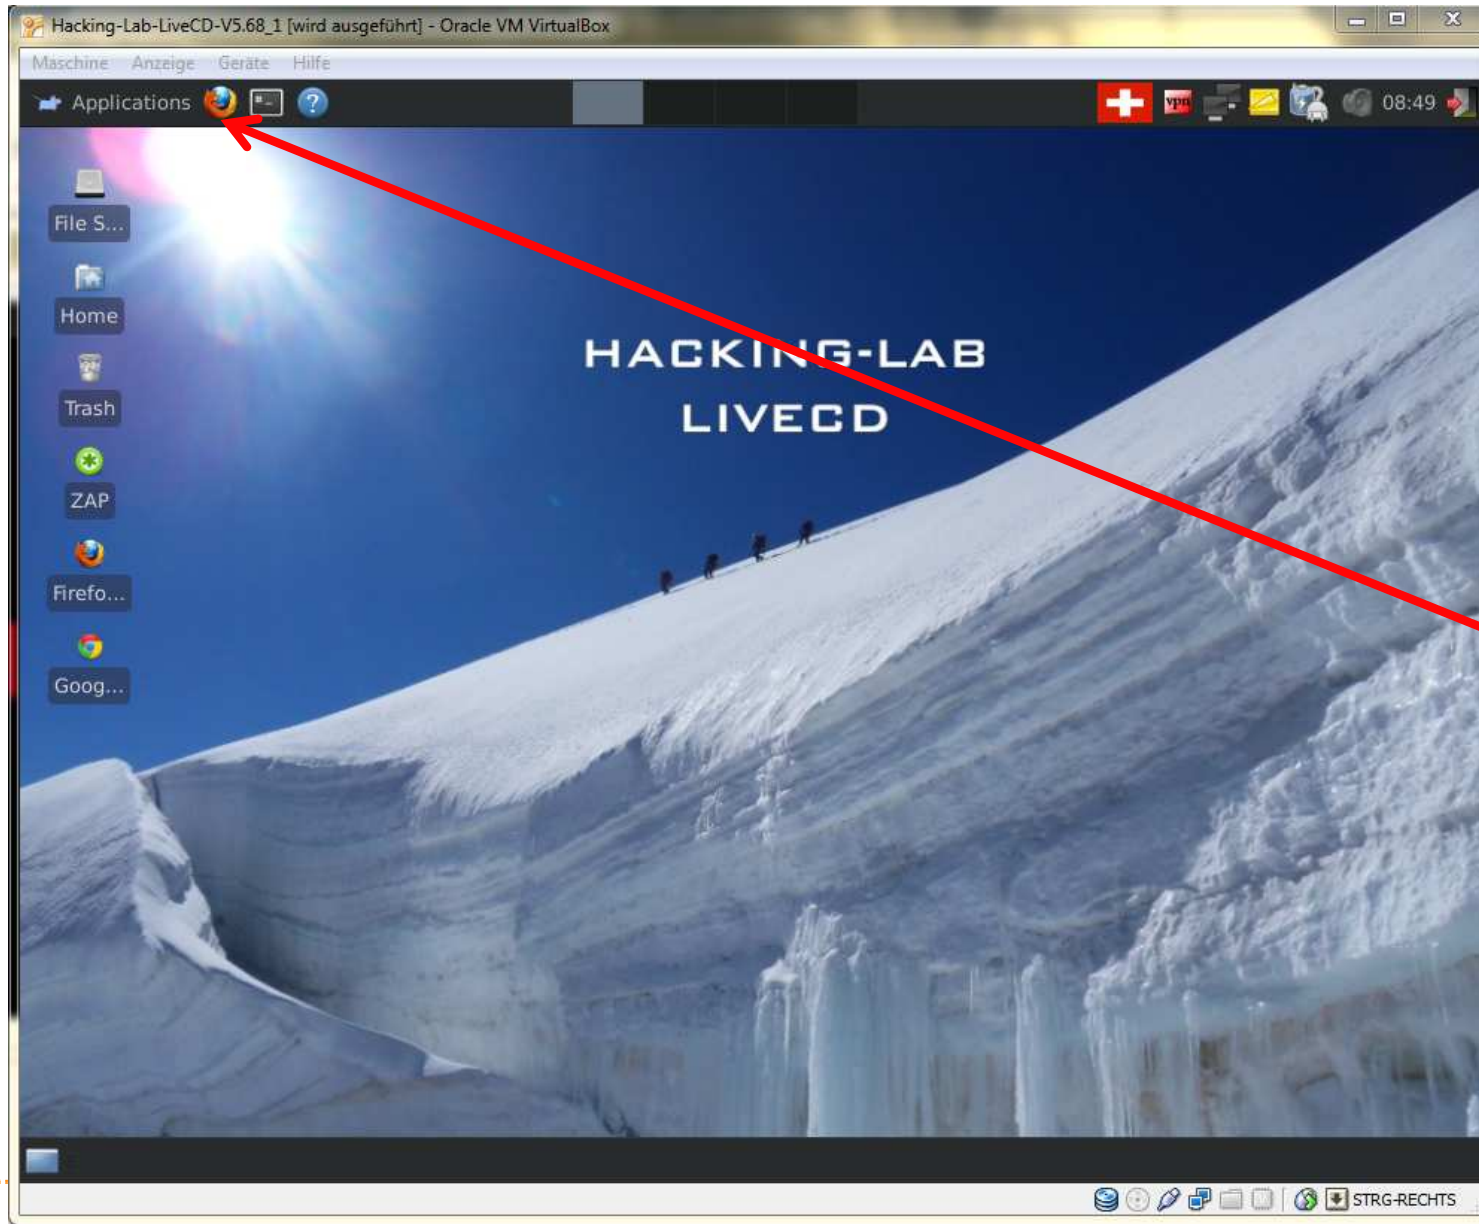 Hacking-Lab-LiveCD-V5.68_1 [wird ausgeführt] - Oracle VM VirtualBox
Maschine Anzeige Geräte Hilfe
Applications
vpn
08:49
File S...
Home
Trash
ZAP
Firefo...
Goog...
HACKING-LAB
LIVECD
STRG-RECHTS